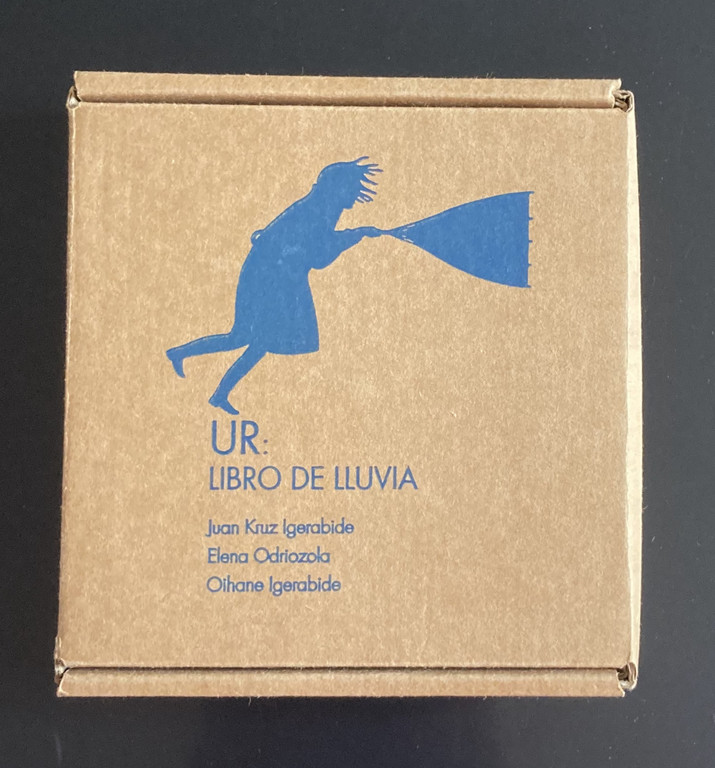 UR:
LIBRO DE LLUVIA
Juan Kruz Igerabide
Elena Odriozola
Oihane Igerabide